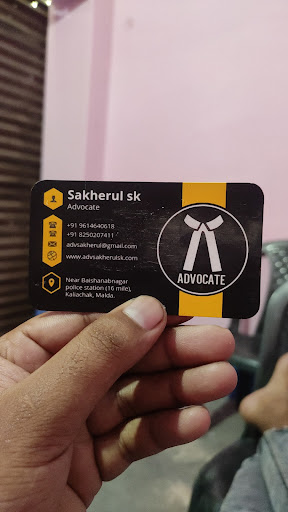 Sakherul sk
Advocate
+91 9614640618
+91 8250207411
advsakherul@gmail.com
www.advsakherulsk.com
Near Baishanabnagar
police station (16 mile),
Kaliachak, Malda.
ADVOCATE